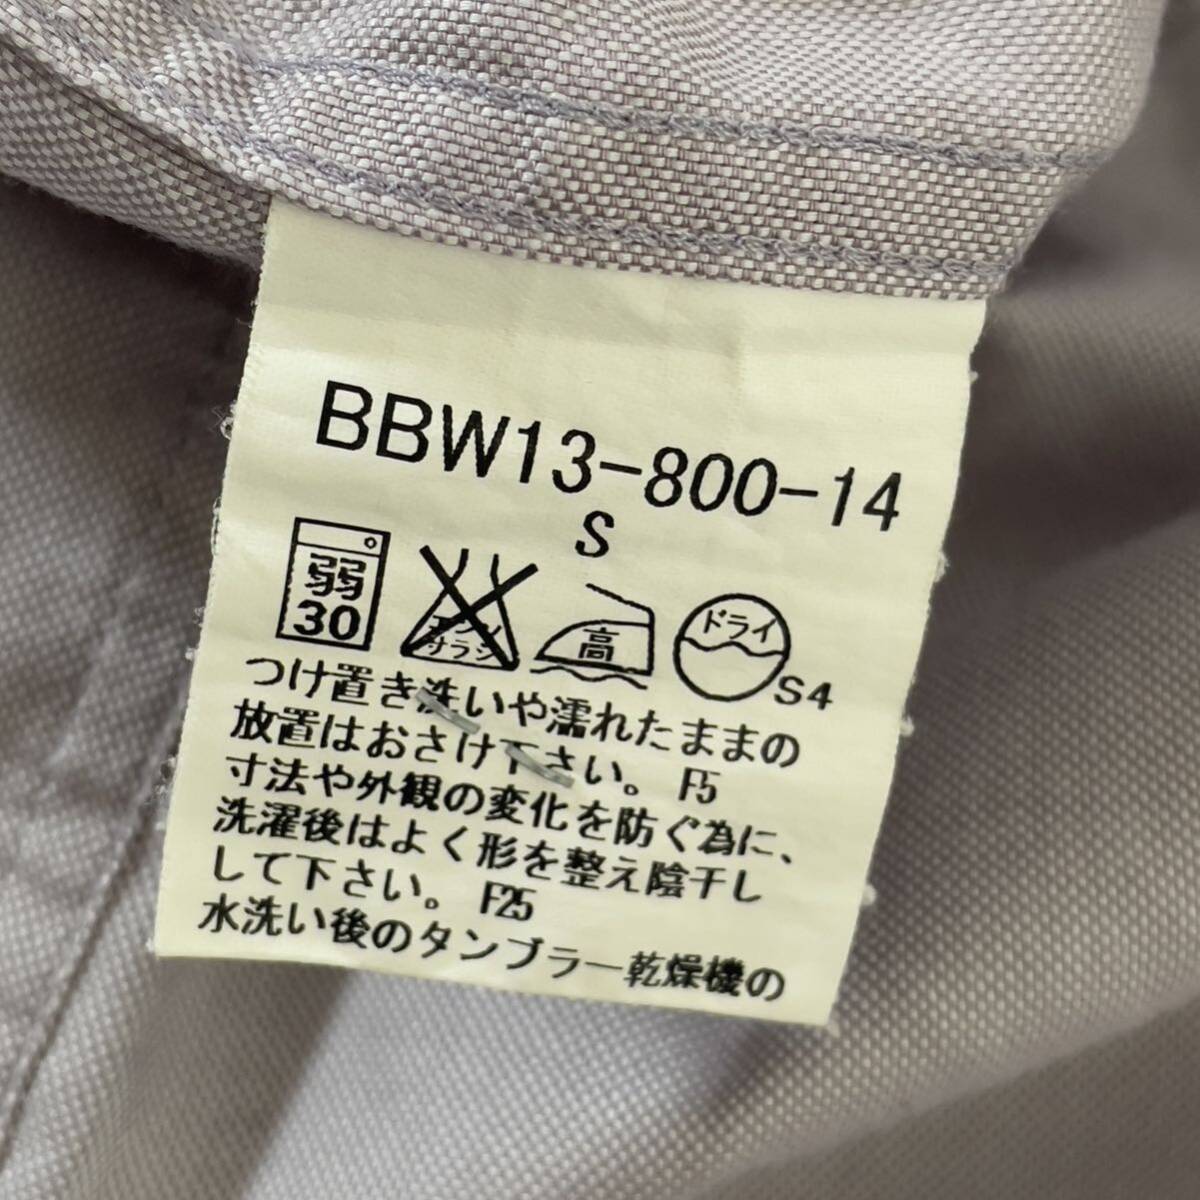 BBW13-800-14
S
弱
30
エンソ
サラシ
高
ドライ
S4
つけ置き洗いや濡れたままの
放置はおさけ下さい。 F5
寸法や外観の変化を防ぐ為に、
洗濯後はよく形を整え陰干し
して下さい。 F25
水洗い後のタンブラー乾燥機の